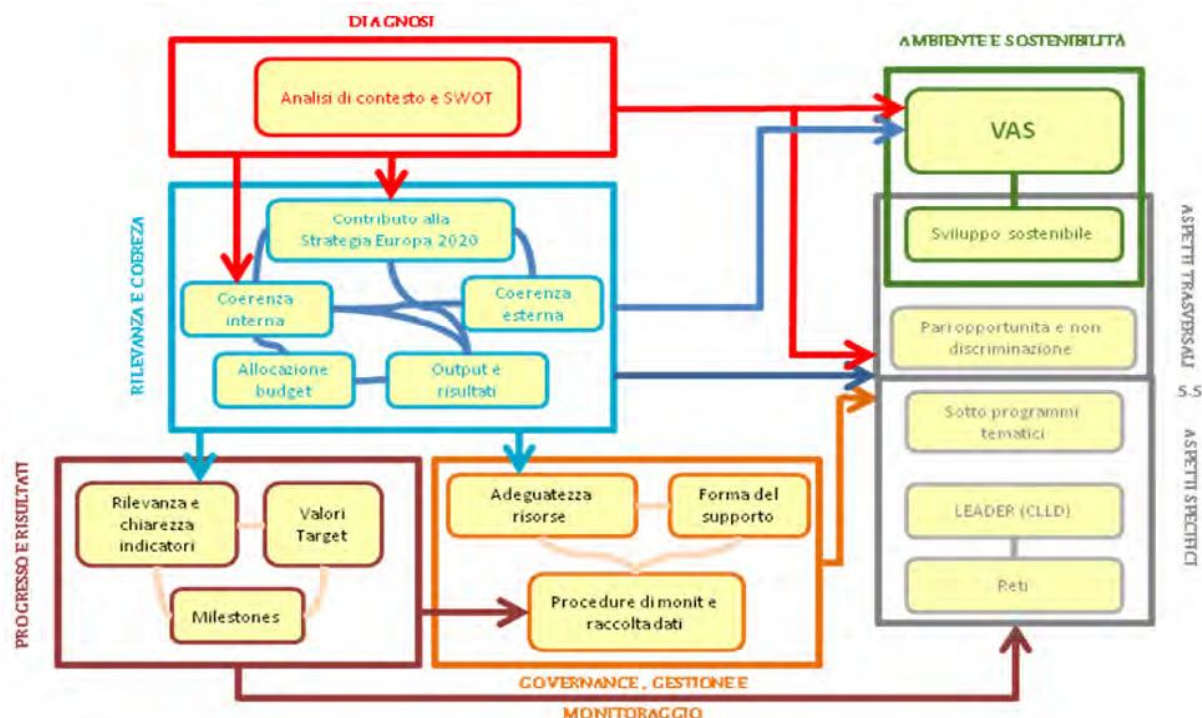 DIAGNOSI
Analisi di contesto e SWOT
AMBIENTE E SOSTENIBILITÀ
VAS
Sviluppo sostenibile
RILEVANZA E COEREZA
Contributo alla
Strategia Europa 2020
Coerenza
interna
Coerenza
esterna
Allocazione
budget
Output e
risultati
ASPETTI TRASVERSALI
Pari opportunità e non
discriminazione
S.S
ASPETTI SPECIFICI
Sotto programmi
tematici
LEADER (CLLD)
Reti
PROGRESSO E RISULTATI
Rilevanza e
chiarezza
indicatori
Valori
Target
Milestones
Adeguatezza
risorse
Forma del
supporto
Procedure di monit e
raccolta dati
GOVERNANCE, GESTIONE E
MONITORAGGIO